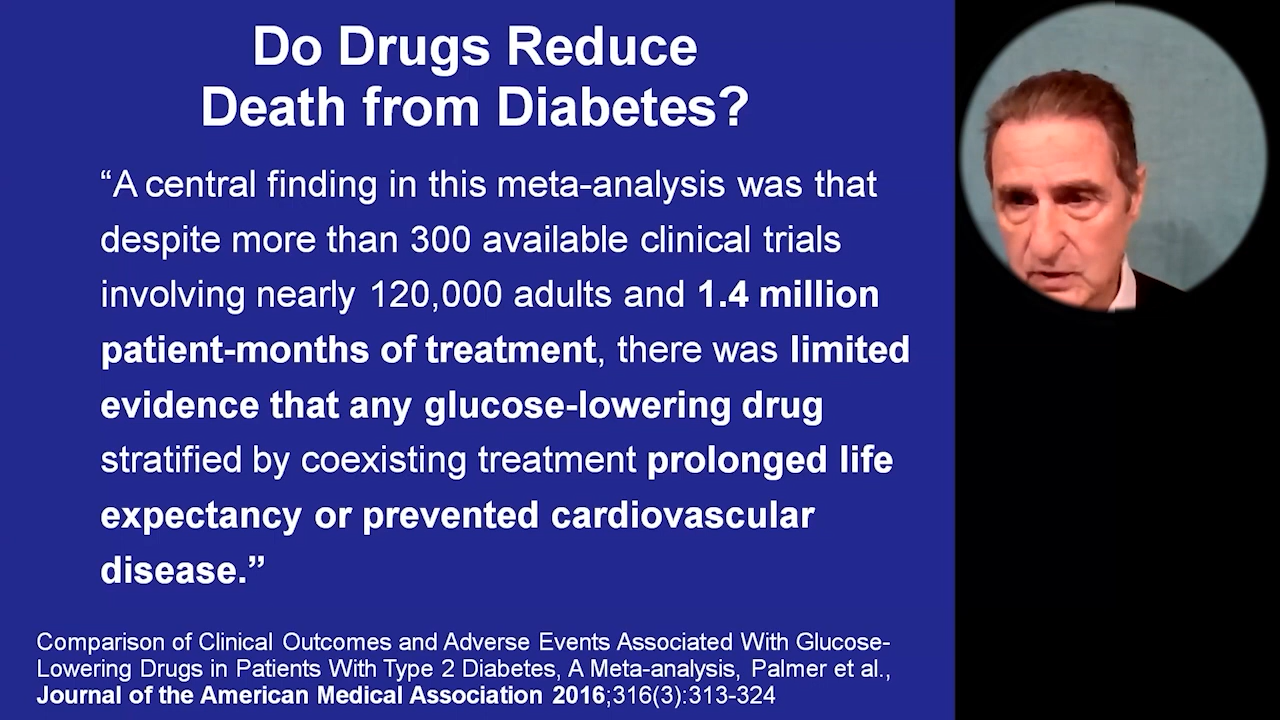 Do Drugs Reduce
Death from Diabetes?
“A central finding in this meta-analysis was that
despite more than 300 available clinical trials
involving nearly 120,000 adults and 1.4 million
patient-months of treatment, there was limited
evidence that any glucose-lowering drug
stratified by coexisting treatment prolonged life
expectancy or prevented cardiovascular
disease.”
Comparison of Clinical Outcomes and Adverse Events Associated With Glucose-
Lowering Drugs in Patients With Type 2 Diabetes, A Meta-analysis, Palmer et al.,
Journal of the American Medical Association 2016;316(3):313-324